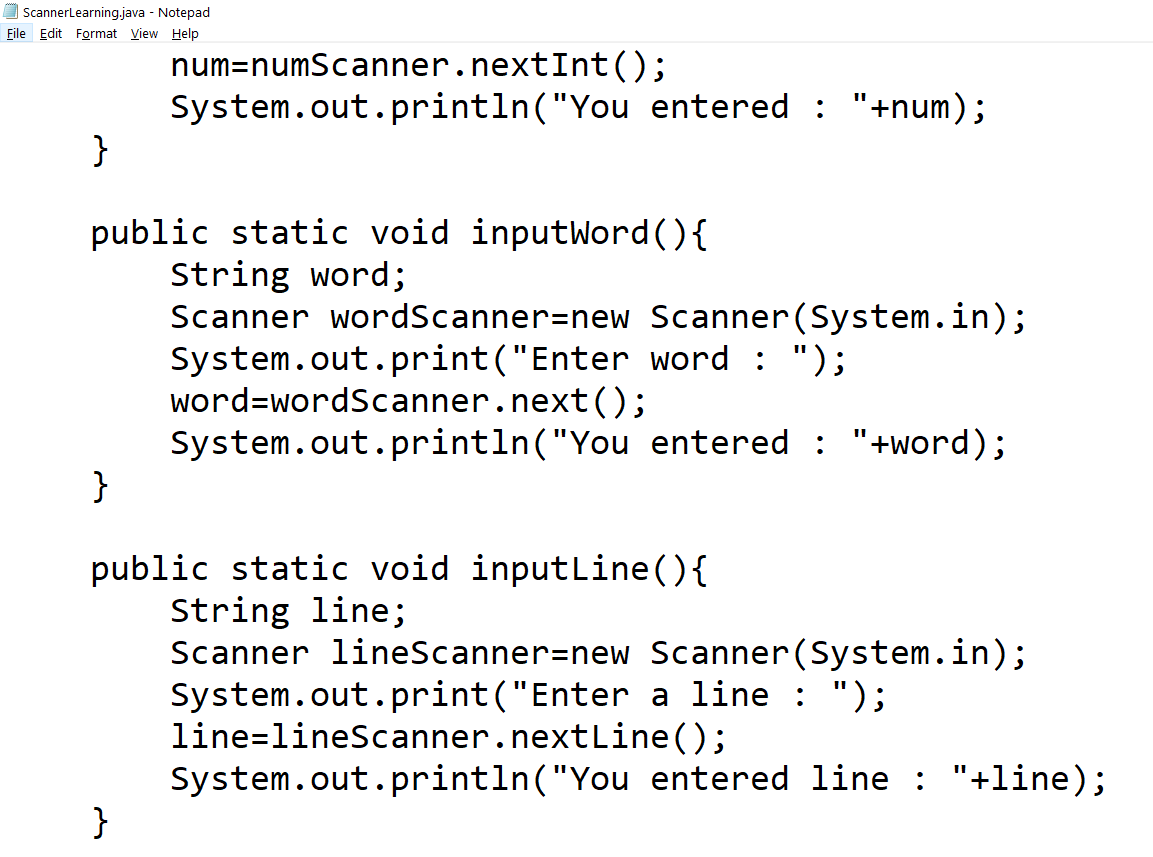 ScannerLearning.java - Notepad
File Edit Format View Help
num=numScanner.nextInt();
System.out.println("You entered : "+num);
}
public static void inputWord(){
String word;
Scanner wordScanner=new Scanner(System.in);
System.out.print("Enter word : ");
word=wordScanner.next();
System.out.println("You entered : "+word);
}
public static void inputLine(){
String line;
Scanner lineScanner=new Scanner(System.in);
System.out.print("Enter a line : ");
line=lineScanner.nextLine();
System.out.println("You entered line : "+line);
}